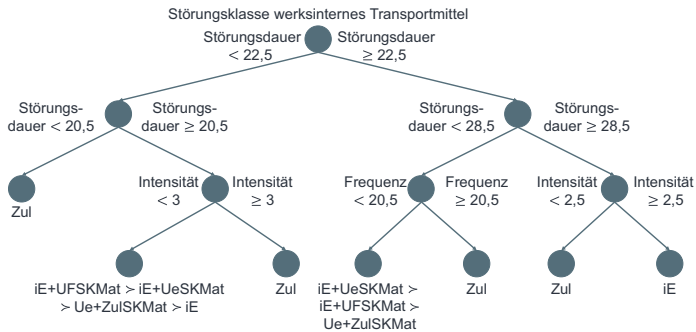 Störungsklasse werksinternes Transportmittel
Störungsdauer
< 22,5
Störungsdauer
≥ 22,5
Störungs-
dauer < 20,5
Störungs-
dauer ≥ 20,5
Störungs-
dauer < 28,5
Störungs-
dauer ≥ 28,5
Zul
Intensität
< 3
Intensität
≥ 3
Frequenz
< 20,5
Frequenz
≥ 20,5
Intensität
< 2,5
Intensität
≥ 2,5
iE+UFSKMat ≻ iE+UeSKMat
≻ Ue+ZulSKMat ≻ iE
Zul
iE+UeSKMat ≻
iE+UFSKMat ≻
Ue+ZulSKMat
Zul
Zul
iE